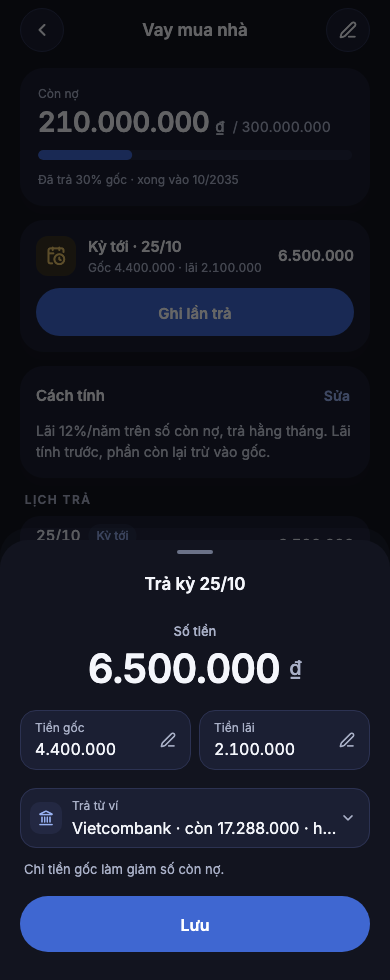 Vay mua nhà
Còn nợ
210.000.000 ₫ / 300.000.000
Đã trả 30% gốc · xong vào 10/2035
Kỳ tới · 25/10
6.500.000
Gốc 4.400.000 · lãi 2.100.000
Ghi lần trả
Cách tính
Sửa
Lãi 12%/năm trên số còn nợ, trả hằng tháng. Lãi
tính trước, phần còn lại trừ vào gốc.
LỊCH TRẢ
25/10 Kỳ tới
Trả kỳ 25/10
Số tiền
6.500.000 ₫
Tiền gốc
4.400.000
Tiền lãi
2.100.000
Trả từ ví
Vietcombank · còn 17.288.000 · h...
Chỉ tiền gốc làm giảm số còn nợ.
Lưu